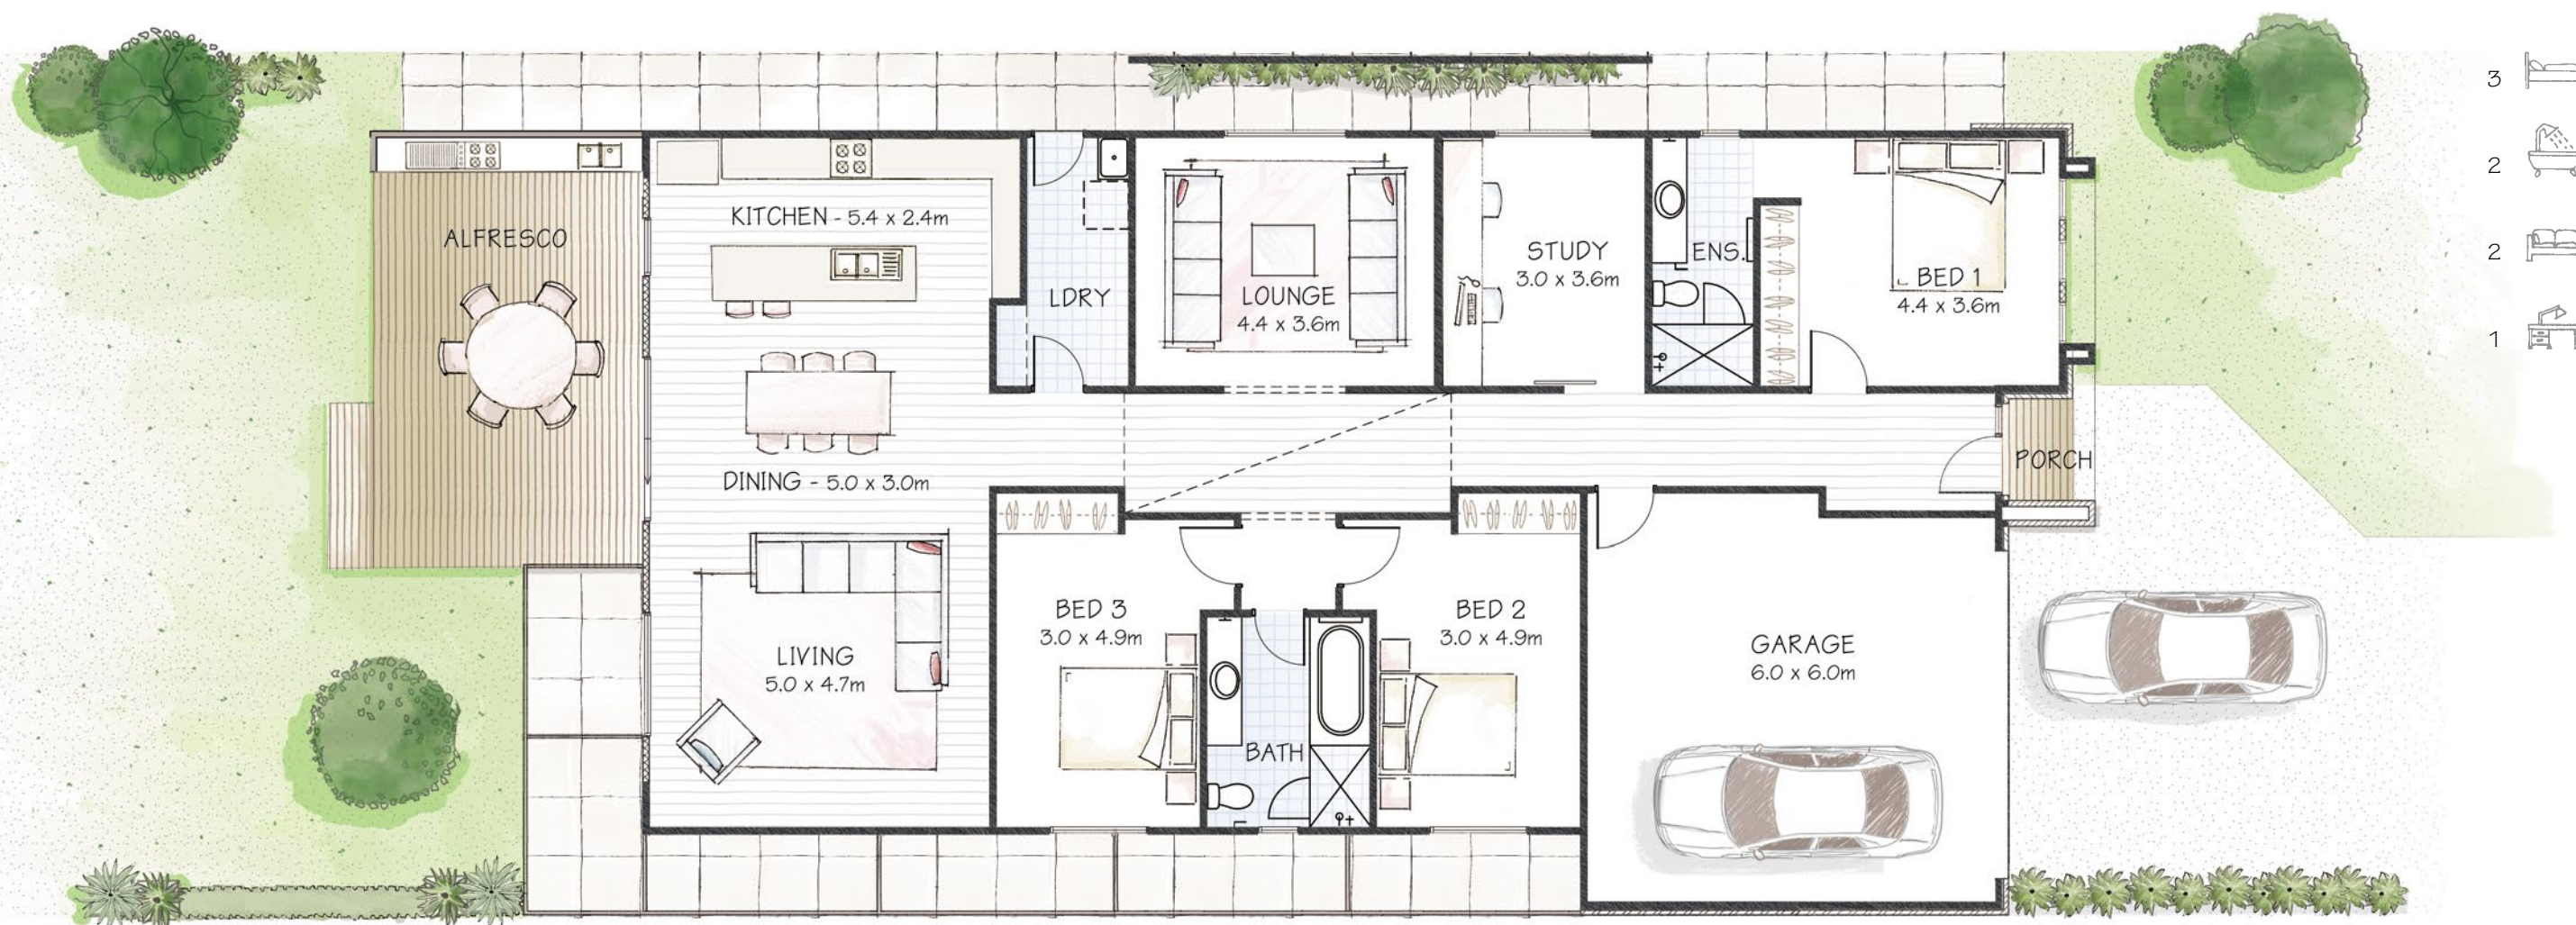 ALFRESCO
KITCHEN - 5.4 x 2.4m
LDRY
LOUNGE
4.4 x 3.6m
STUDY
3.0 x 3.6m
ENS.
BED 1
4.4 x 3.6m
3
2
2
1
DINING - 5.0 x 3.0m
PORCH
LIVING
5.0 x 4.7m
BED 3
3.0 x 4.9m
BATH
BED 2
3.0 x 4.9m
GARAGE
6.0 x 6.0m